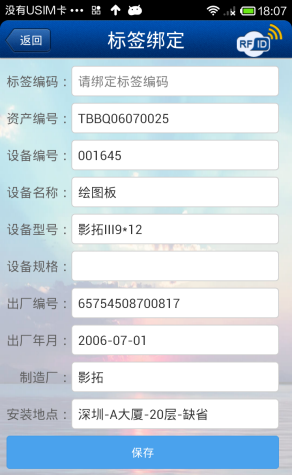 没有USIM卡 ••• 18:07
返回 标签绑定 RFID
标签编码： 请绑定标签编码
资产编号： TBBQ06070025
设备编号： 001645
设备名称： 绘图板
设备型号： 影拓III9*12
设备规格：
出厂编号： 65754508700817
出厂年月： 2006-07-01
制造厂： 影拓
安装地点： 深圳-A大厦-20层-缺省
保存